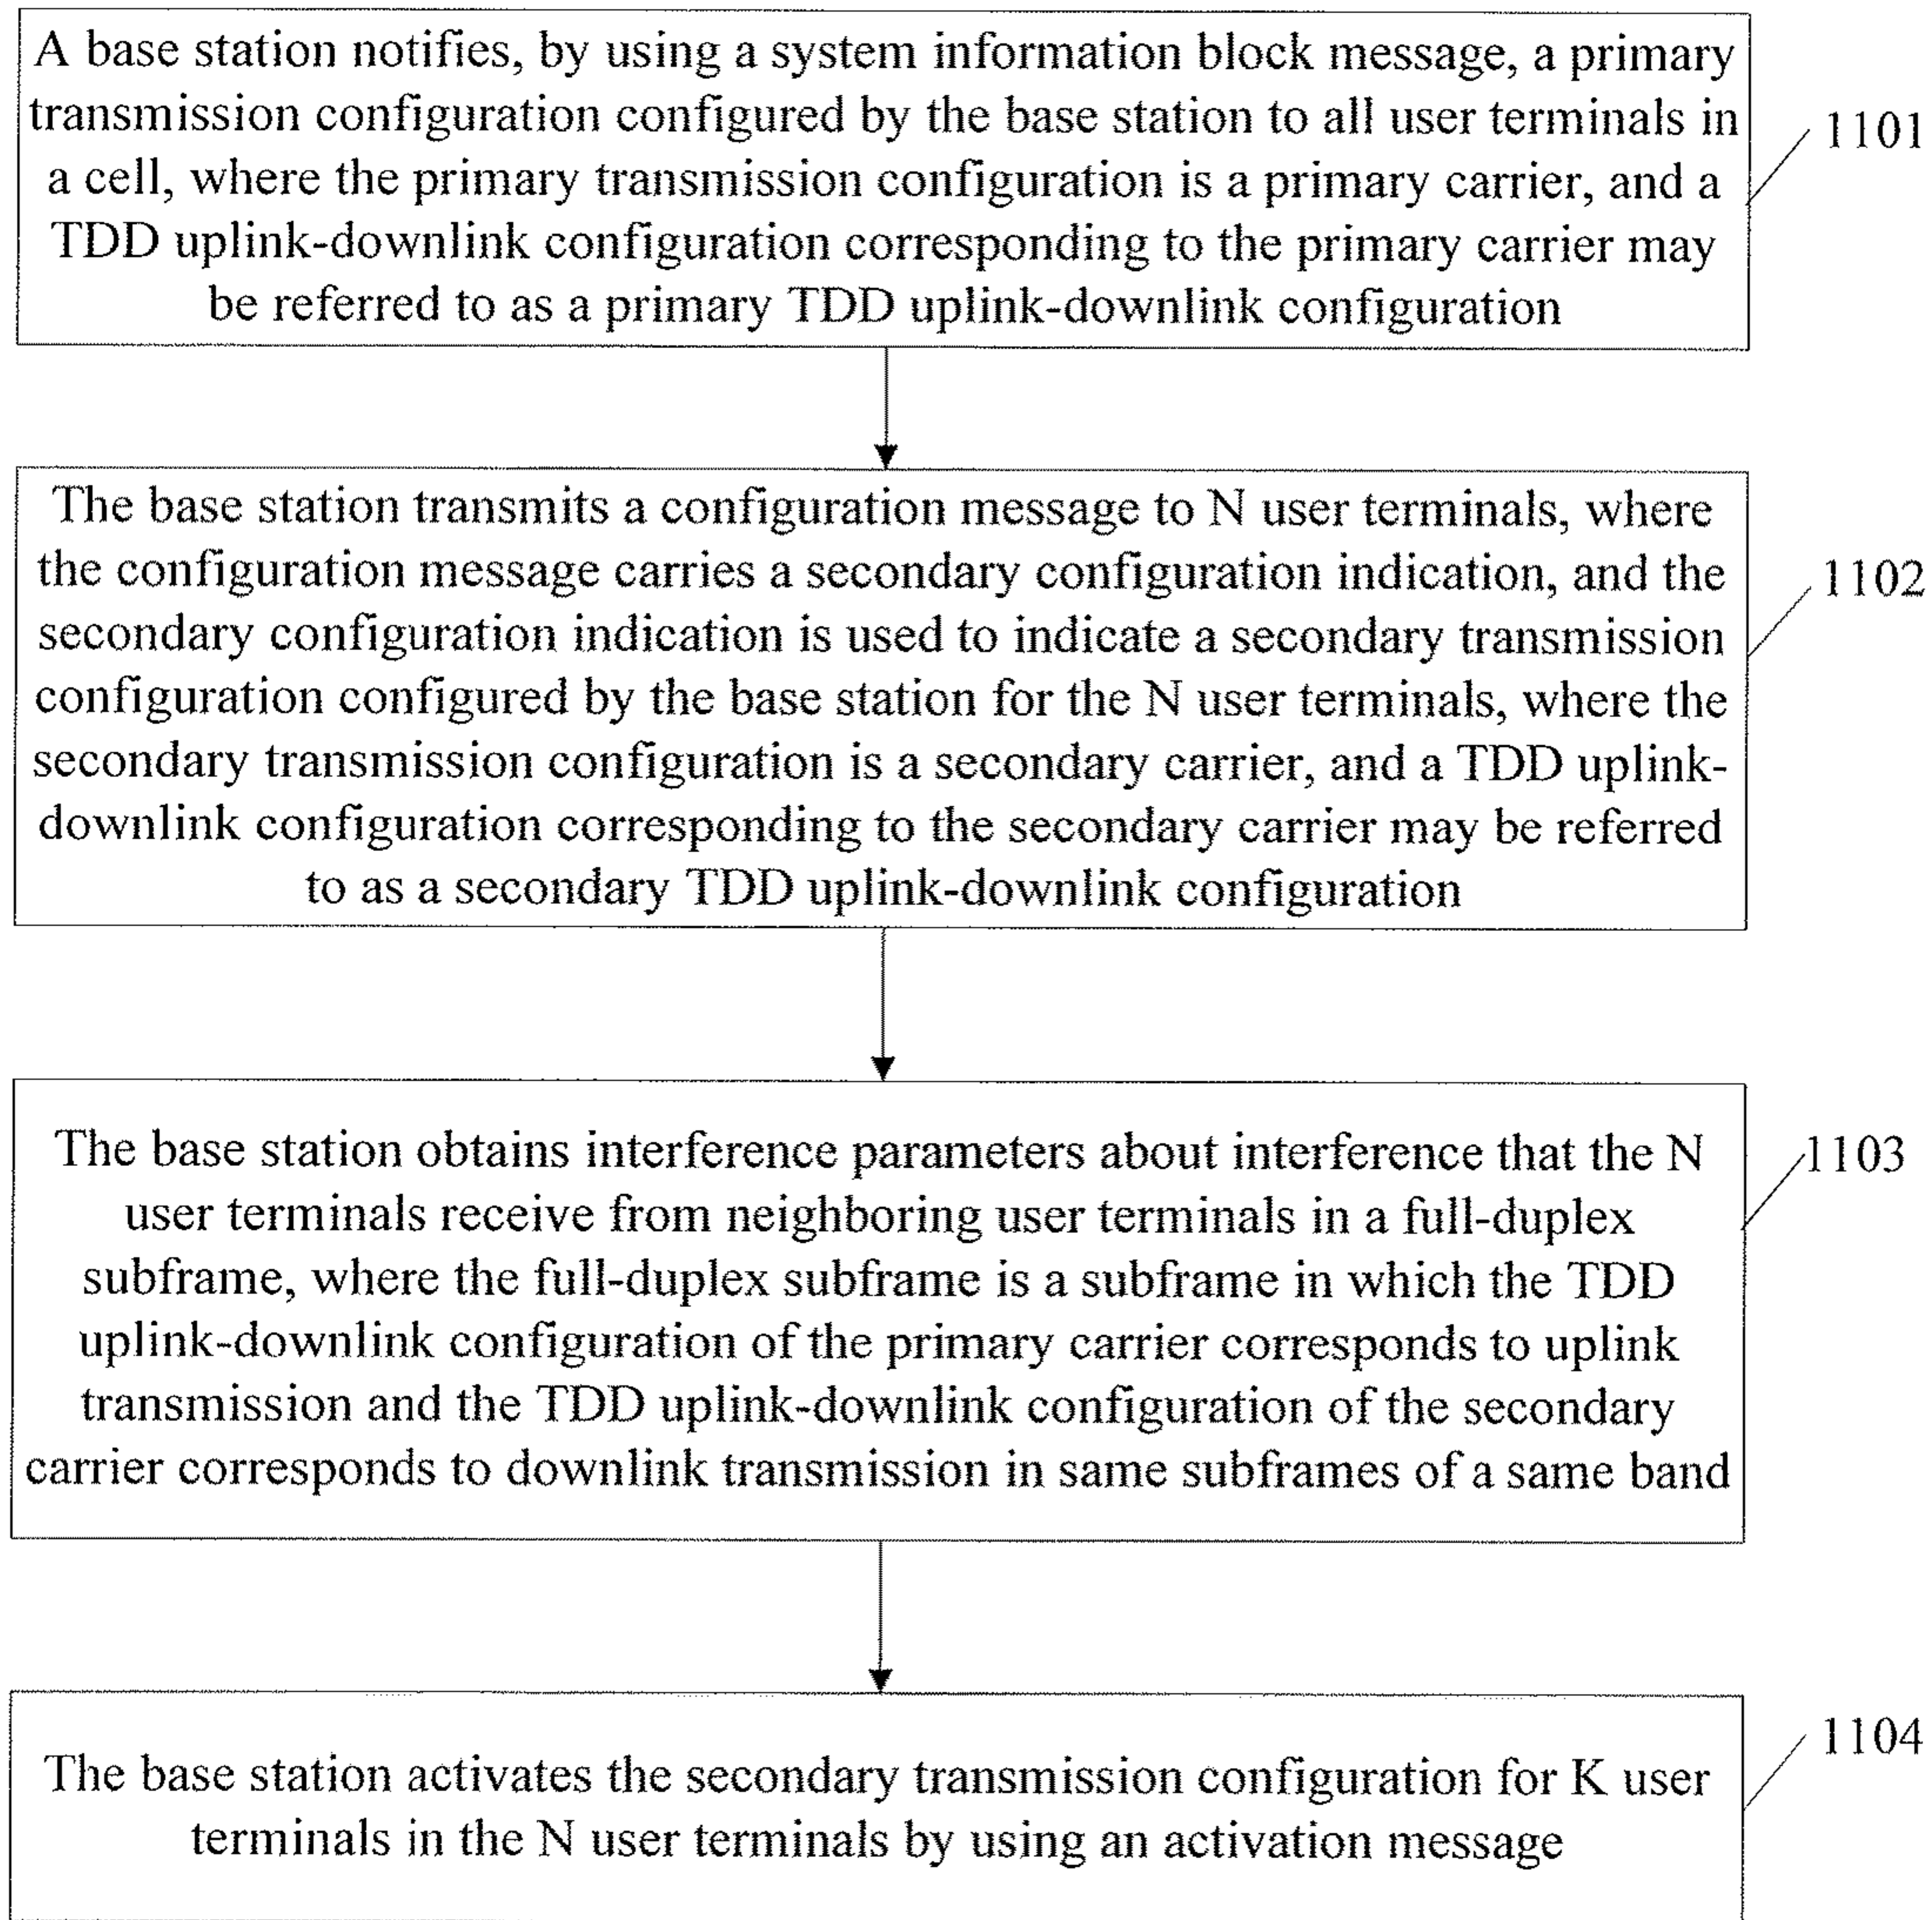 A base station notifies, by using a system information block message, a primary
transmission configuration configured by the base station to all user terminals in
a cell, where the primary transmission configuration is a primary carrier, and a
TDD uplink-downlink configuration corresponding to the primary carrier may
be referred to as a primary TDD uplink-downlink configuration
1101
The base station transmits a configuration message to N user terminals, where
the configuration message carries a secondary configuration indication, and the
secondary configuration indication is used to indicate a secondary transmission
configuration configured by the base station for the N user terminals, where the
secondary transmission configuration is a secondary carrier, and a TDD uplink-
downlink configuration corresponding to the secondary carrier may be referred
to as a secondary TDD uplink-downlink configuration
1102
The base station obtains interference parameters about interference that the N
user terminals receive from neighboring user terminals in a full-duplex
subframe, where the full-duplex subframe is a subframe in which the TDD
uplink-downlink configuration of the primary carrier corresponds to uplink
transmission and the TDD uplink-downlink configuration of the secondary
carrier corresponds to downlink transmission in same subframes of a same band
1103
The base station activates the secondary transmission configuration for K user
terminals in the N user terminals by using an activation message
1104